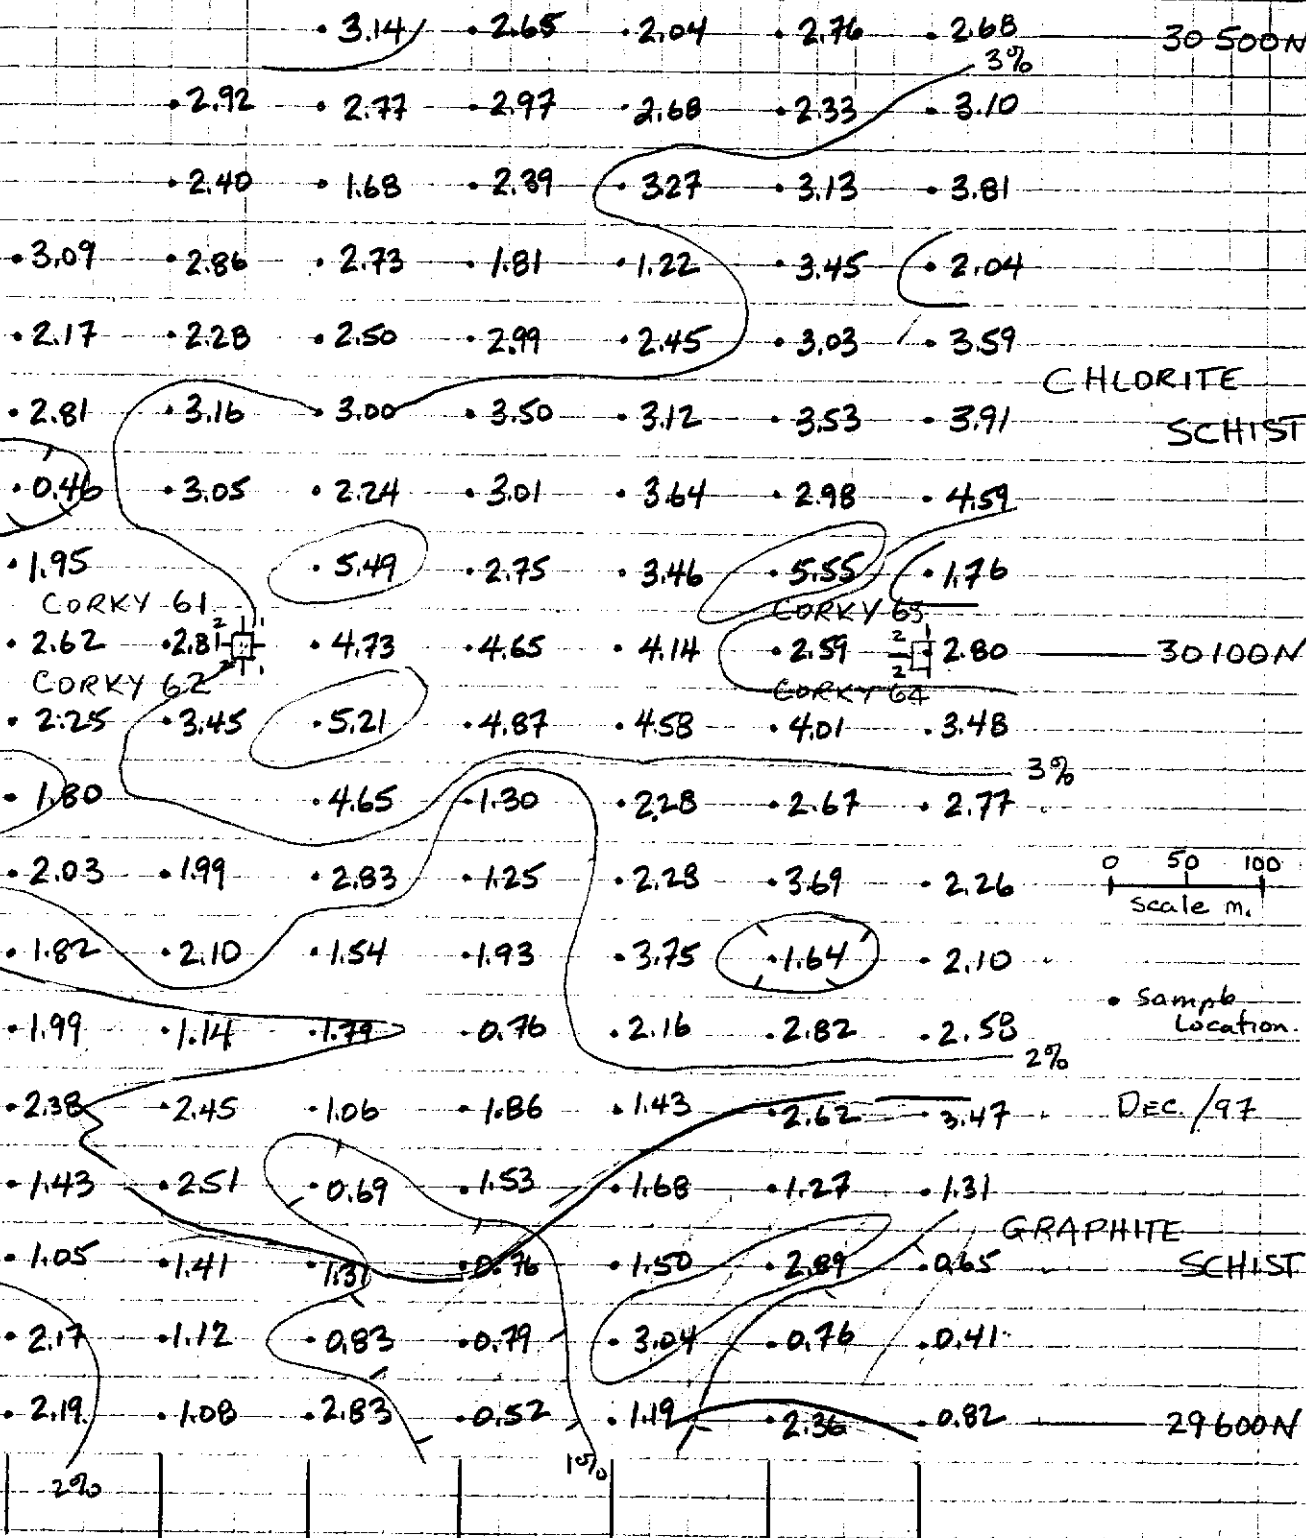 3.14 2.65 2.04 2.76 2.68 30 500N
3%
2.92 2.77 2.97 2.68 2.33 3.10
2.40 1.68 2.39 327 3.13 3.81
3.09 2.86 2.73 1.81 1.22 3.45 2.04
2.17 2.28 2.50 2.99 2.45 3.03 3.59
CHLORITE
2.81 3.16 3.00 3.50 3.12 3.53 3.91
SCHIST
0.46 3.05 2.24 3.01 3.64 2.98 4.59
1.95 5.49 2.75 3.46 5.55 1.76
CORKY 61 CORKY 63
2 1 2 1
2.62 2.81 4.73 4.65 4.14 2.59 2.80 30100N
2 1 2
CORKY 62 CORKY 64
2.25 3.45 5.21 4.87 4.58 4.01 3.48
3%
1.80 4.65 1.30 2.28 2.67 2.77
0 50 100
2.03 1.99 2.83 1.25 2.28 3.69 2.26
Scale m.
1.82 2.10 1.54 1.93 3.75 1.64 2.10
• Sample
Location.
1.99 1.14 1.79 0.76 2.16 2.82 2.58
2%
2.38 2.45 1.06 1.86 1.43 2.62 3.47 DEC./97
1.43 2.51 0.69 1.53 1.68 1.27 1.31
GRAPHITE
1.05 1.41 1.31 0.76 1.50 2.89 0.65 SCHIST
2.17 1.12 0.83 0.79 3.04 0.76 0.41
2.19 1.08 2.83 0.52 1.19 2.36 0.82 29600N
2% 1%